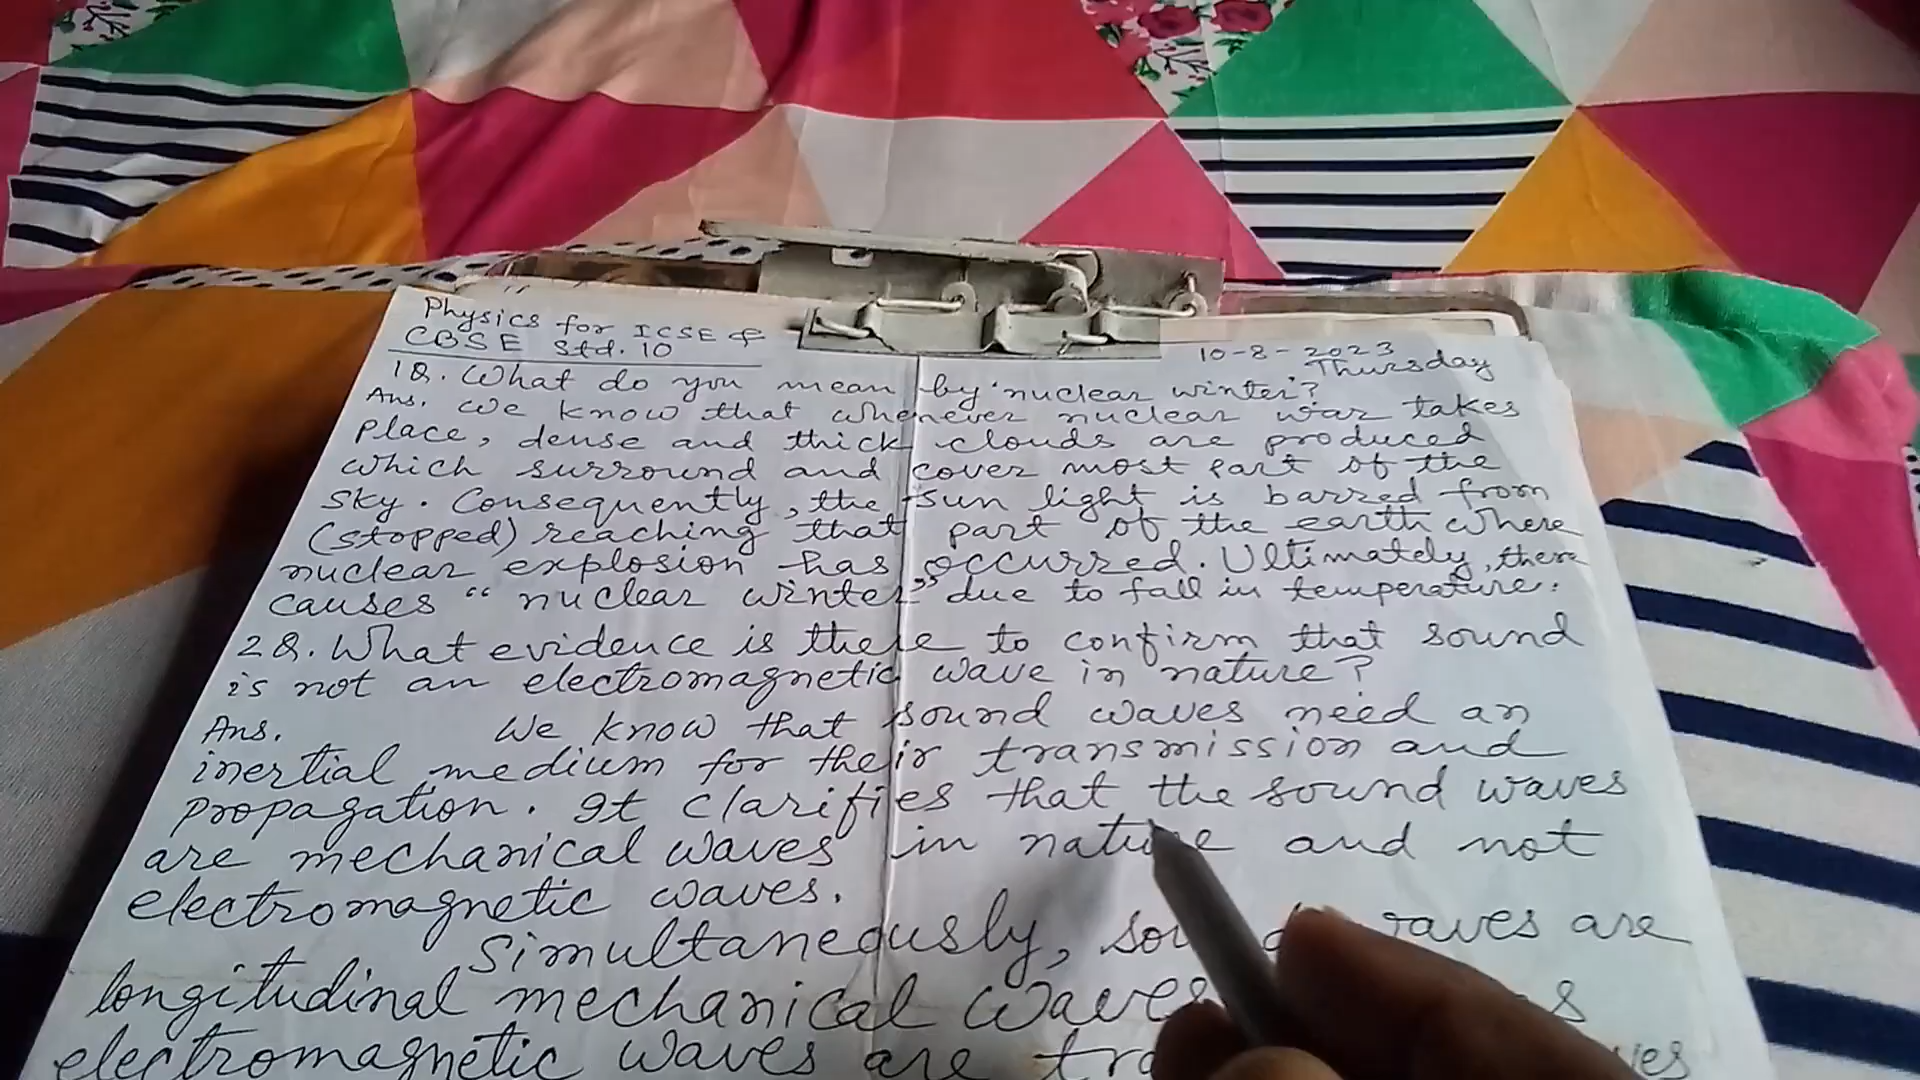 Physics for ICSE &
CBSE Std. 10
10-8-2023
Thursday
1Q. What do you mean by 'nuclear winter'?
Ans. We know that whenever nuclear war takes
place, dense and thick clouds are produced
which surround and cover most part of the
sky. Consequently, the sun light is barred from
(stopped) reaching that part of the earth where
nuclear explosion has occurred. Ultimately, there
causes "nuclear winter" due to fall in temperature.
2Q. What evidence is there to confirm that sound
is not an electromagnetic wave in nature?
Ans. We know that sound waves need an
inertial medium for their transmission and
propagation. It clarifies that the sound waves
are mechanical waves in nature and not
electromagnetic waves.
Simultaneously, are
longitudinal mechanical waves
electromagnetic waves are